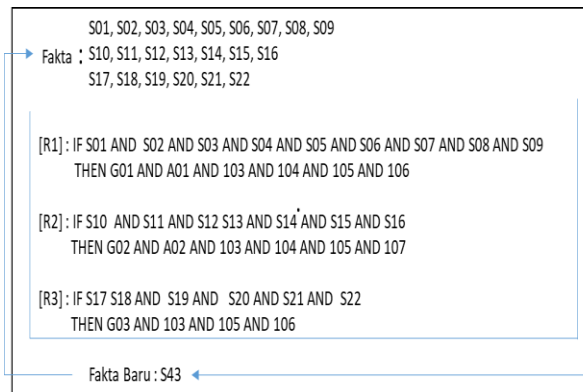 S01, S02, S03, S04, S05, S06, S07, S08, S09
Fakta : S10, S11, S12, S13, S14, S15, S16
S17, S18, S19, S20, S21, S22
[R1] : IF S01 AND S02 AND S03 AND S04 AND S05 AND S06 AND S07 AND S08 AND S09
THEN G01 AND A01 AND 103 AND 104 AND 105 AND 106
[R2] : IF S10 AND S11 AND S12 S13 AND S14 AND S15 AND S16
THEN G02 AND A02 AND 103 AND 104 AND 105 AND 107
[R3] : IF S17 S18 AND S19 AND S20 AND S21 AND S22
THEN G03 AND 103 AND 105 AND 106
Fakta Baru : S43